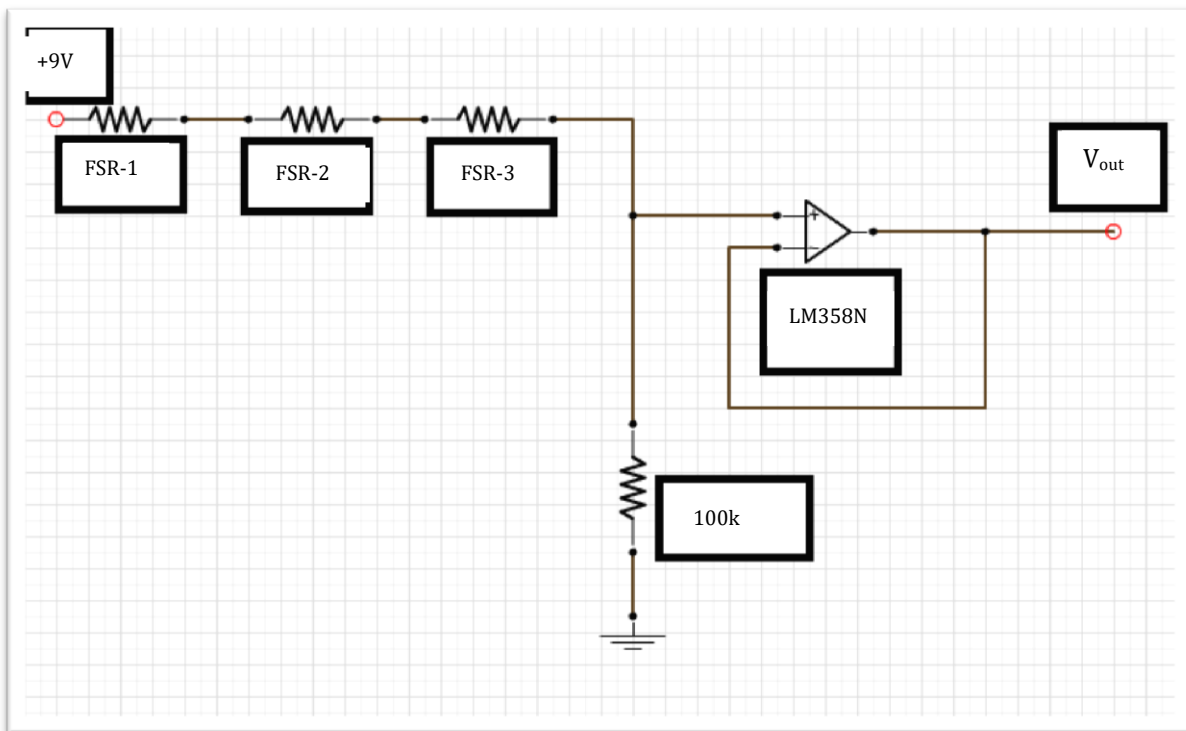 +9V
FSR-1
FSR-2
FSR-3
Vout
+
−
LM358N
100k